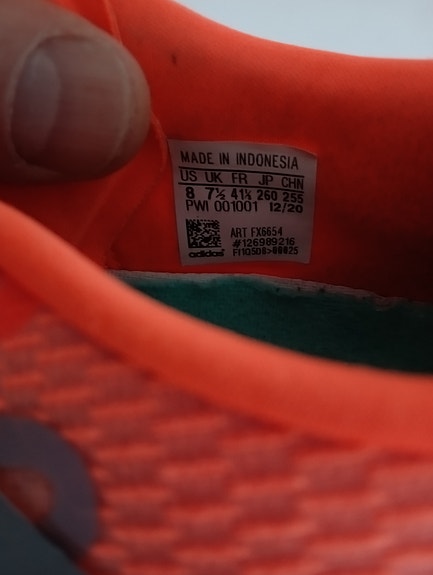 MADE IN INDONESIA
US UK FR JP CHN
8 7½ 41⅓ 260 255
PWI 001001 12/20
ART FX6654
#126989216
adidas